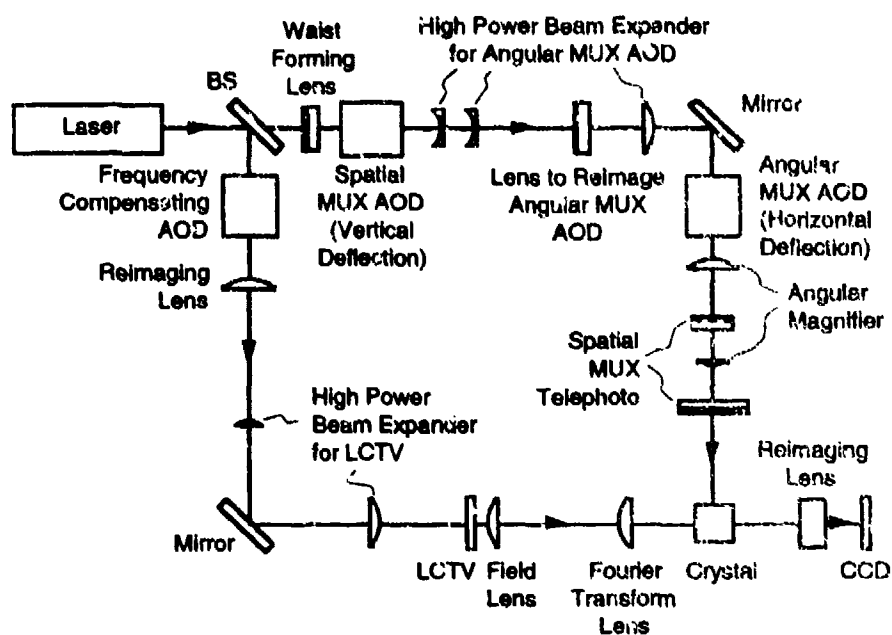 Waist
Forming
Lens
High Power Beam Expander
for Angular MUX AOD
BS
Laser
Mirror
Frequency
Compensating
AOD
Spatial
MUX AOD
(Vertical
Deflection)
Lens to Reimage
Angular MUX
AOD
Angular
MUX AOD
(Horizontal
Deflection)
Reimaging
Lens
Angular
Magnifier
Spatial
MUX
Telephoto
High Power
Beam Expander
for LCTV
Reimaging
Lens
Mirror
LCTV
Field
Lens
Fourier
Transform
Lens
Crystal
CCD